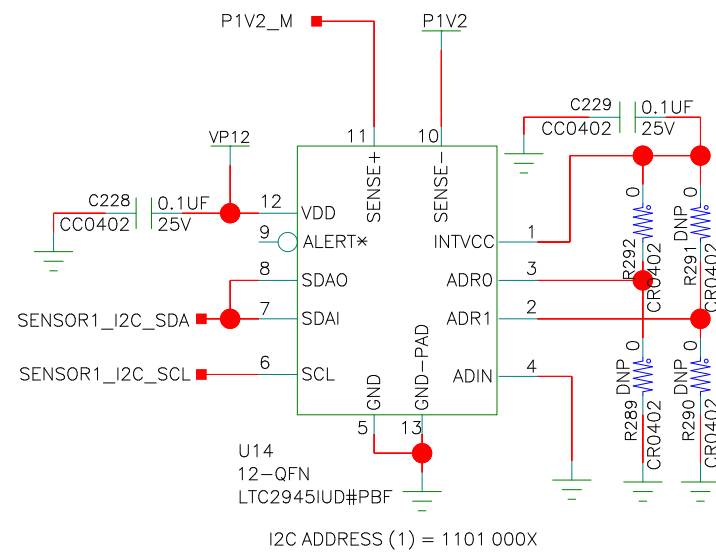 P1V2_M
P1V2
C229
0.1UF
CC0402
25V
VP12
11
10
SENSE+
SENSE-
C228
0.1UF
CC0402
25V
12
VDD
9
ALERT*
INTVCC
1
8
SDAO
ADR0
3
7
SDAI
ADR1
2
6
SCL
ADIN
4
GND
GND-PAD
5
13
SENSOR1_I2C_SDA
SENSOR1_I2C_SCL
0
R292
CR0402
DNP
0
R291
CR0402
DNP
0
R289
CR0402
DNP
0
R290
CR0402
U14
12-QFN
LTC2945IUD#PBF
I2C ADDRESS (1) = 1101 000X